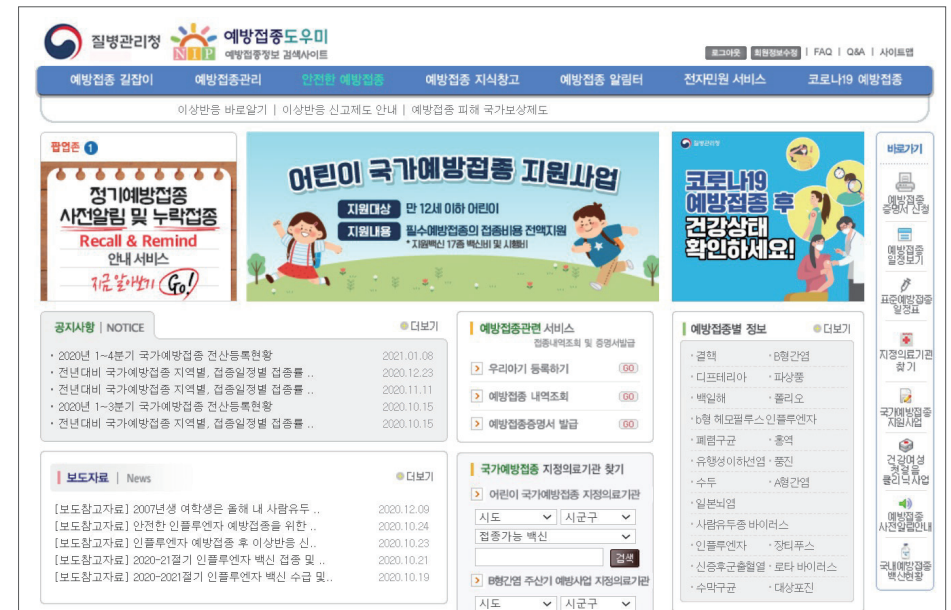 질병관리청
NIP
예방접종도우미
예방접종정보 검색사이트
로그아웃 회원정보수정 | FAQ | Q&A | 사이트맵
예방접종 길잡이 예방접종관리 안전한 예방접종 예방접종 지식창고 예방접종 알림터 전자민원 서비스 코로나19 예방접종
이상반응 바로알기 | 이상반응 신고제도 안내 | 예방접종 피해 국가보상제도
팝업존 1
정기예방접종
사전알림 및 누락접종
Recall & Remind
안내 서비스
지금 알아보기 Go!
어린이 국가예방접종 지원사업
지원대상 만 12세 이하 어린이
지원내용 필수예방접종의 접종비용 전액지원
* 지원백신 17종 백신비 및 시행비
질병관리청
코로나19
예방접종 후
건강상태
확인하세요!
바로가기
예방접종
증명서 신청
예방접종
일정보기
표준예방접종
일정표
지정의료기관
찾기
국가예방접종
지원사업
건강여성
첫걸음
클리닉사업
예방접종
사전알림안내
국내예방접종
백신현황
공지사항 | NOTICE 더보기
· 2020년 1~4분기 국가예방접종 전산등록현황 2021.01.08
· 전년대비 국가예방접종 지역별, 접종일정별 접종률 .. 2020.12.23
· 전년대비 국가예방접종 지역별, 접종일정별 접종률 .. 2020.11.11
· 2020년 1~3분기 국가예방접종 전산등록현황 2020.10.15
· 전년대비 국가예방접종 지역별, 접종일정별 접종률 .. 2020.10.15
예방접종관련 서비스
접종내역조회 및 증명서발급
우리아기 등록하기 GO
예방접종 내역조회 GO
예방접종증명서 발급 GO
예방접종별 정보 더보기
· 결핵 · B형간염
· 디프테리아 · 파상풍
· 백일해 · 폴리오
· b형 헤모필루스 인플루엔자
· 폐렴구균 · 홍역
· 유행성이하선염 · 풍진
· 수두 · A형간염
· 일본뇌염
· 사람유두종 바이러스
· 인플루엔자 · 장티푸스
· 신증후군출혈열 · 로타 바이러스
· 수막구균 · 대상포진
보도자료 | News 더보기
[보도참고자료] 2007년생 여학생은 올해 내 사람유두 .. 2020.12.09
[보도참고자료] 안전한 인플루엔자 예방접종을 위한 .. 2020.10.24
[보도참고자료] 인플루엔자 예방접종 후 이상반응 신.. 2020.10.23
[보도참고자료] 2020-21절기 인플루엔자 백신 접종 및 .. 2020.10.21
[보도참고자료] 2020-2021절기 인플루엔자 백신 수급 및.. 2020.10.19
국가예방접종 지정의료기관 찾기
어린이 국가예방접종 지정의료기관
시도 시군구
접종가능 백신
검색
B형간염 주산기 예방사업 지정의료기관
시도 시군구